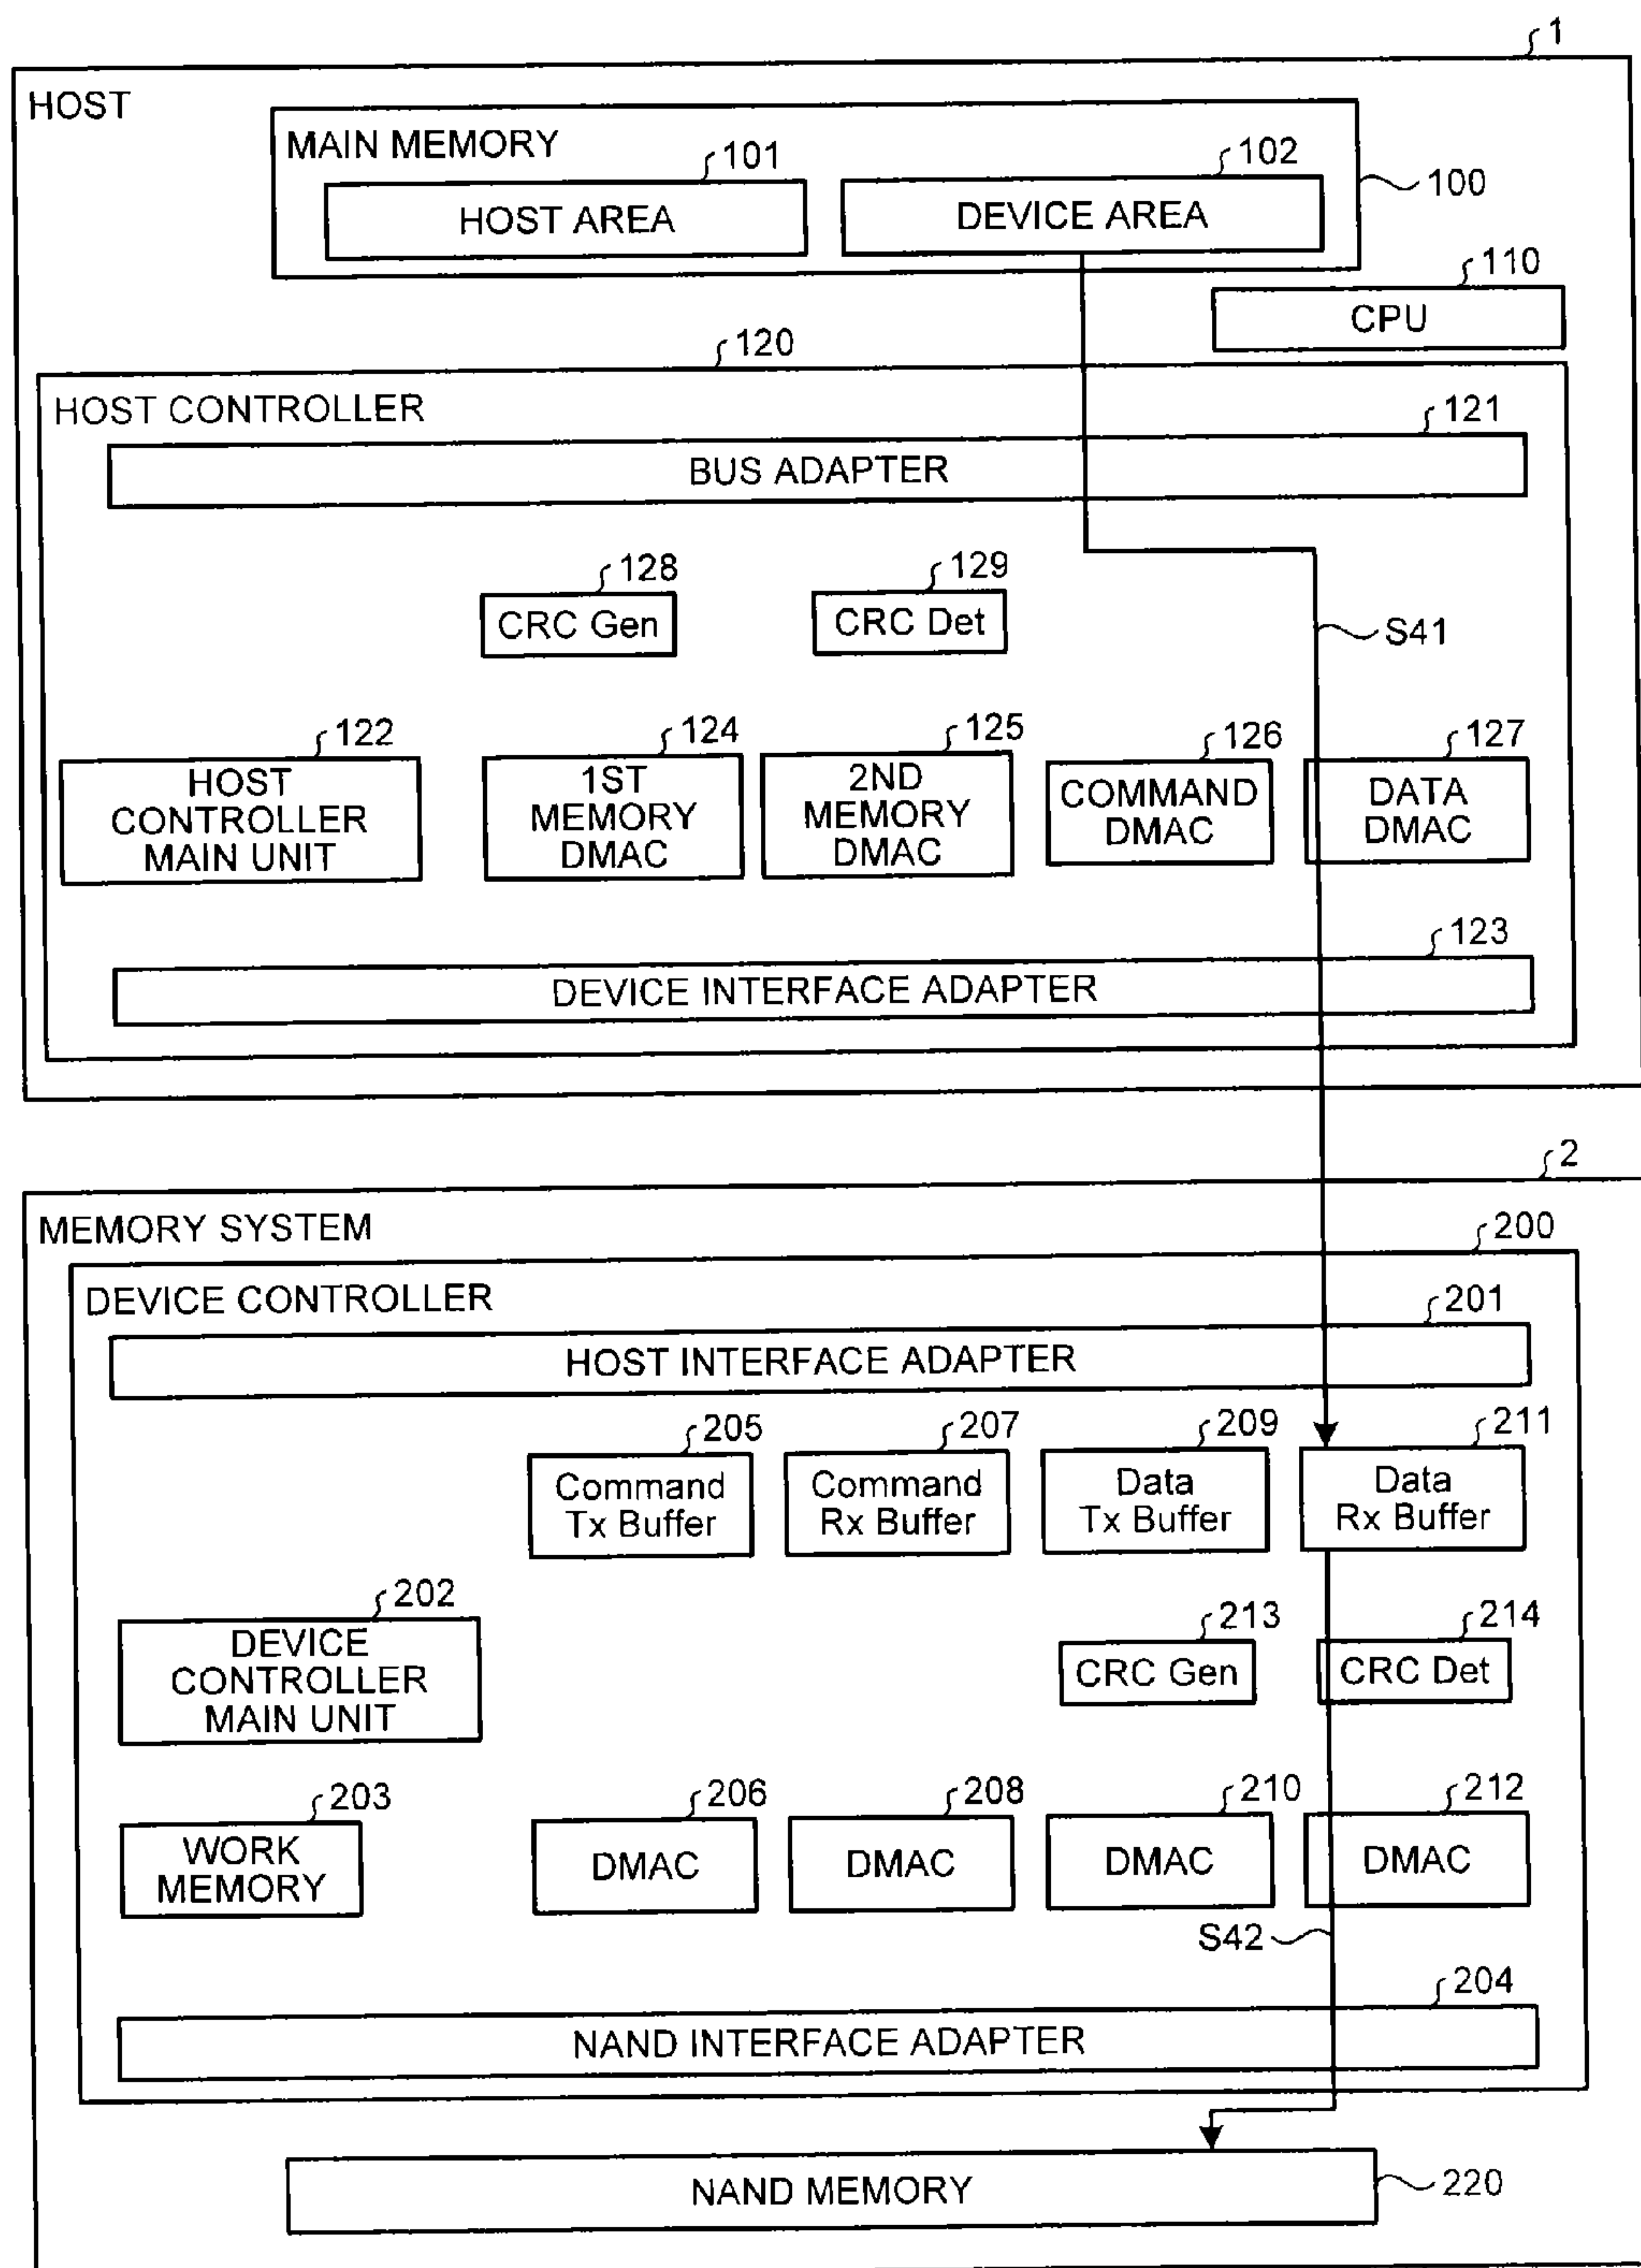 1
HOST
MAIN MEMORY
101
102
HOST AREA
DEVICE AREA
100
110
CPU
120
HOST CONTROLLER
121
BUS ADAPTER
128
129
CRC Gen
CRC Det
S41
122
124
125
126
127
HOST
CONTROLLER
MAIN UNIT
1ST
MEMORY
DMAC
2ND
MEMORY
DMAC
COMMAND
DMAC
DATA
DMAC
123
DEVICE INTERFACE ADAPTER
2
MEMORY SYSTEM
200
DEVICE CONTROLLER
201
HOST INTERFACE ADAPTER
205
207
209
211
Command
Tx Buffer
Command
Rx Buffer
Data
Tx Buffer
Data
Rx Buffer
202
213
214
DEVICE
CONTROLLER
MAIN UNIT
CRC Gen
CRC Det
203
206
208
210
212
WORK
MEMORY
DMAC
DMAC
DMAC
DMAC
S42
204
NAND INTERFACE ADAPTER
NAND MEMORY
220